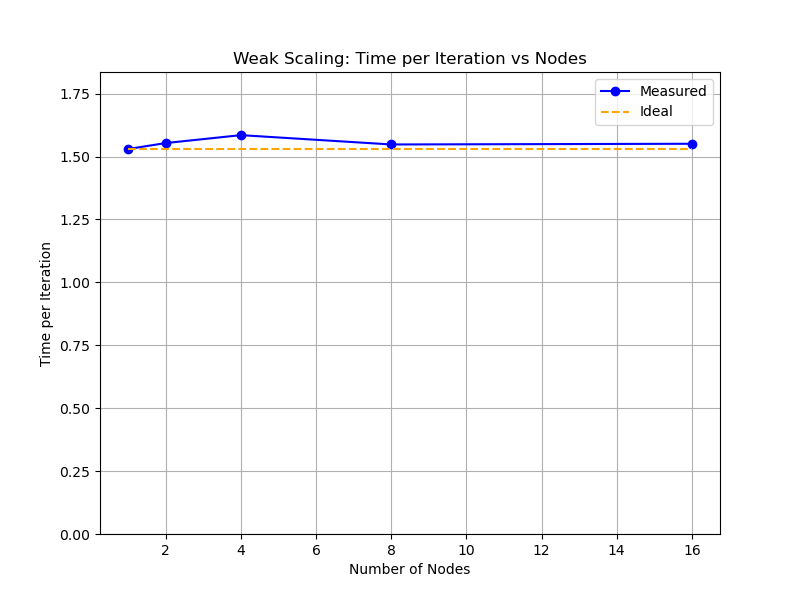 Weak Scaling: Time per Iteration vs Nodes
Measured
Ideal
Time per Iteration
1.75
1.50
1.25
1.00
0.75
0.50
0.25
0.00
2 4 6 8 10 12 14 16
Number of Nodes